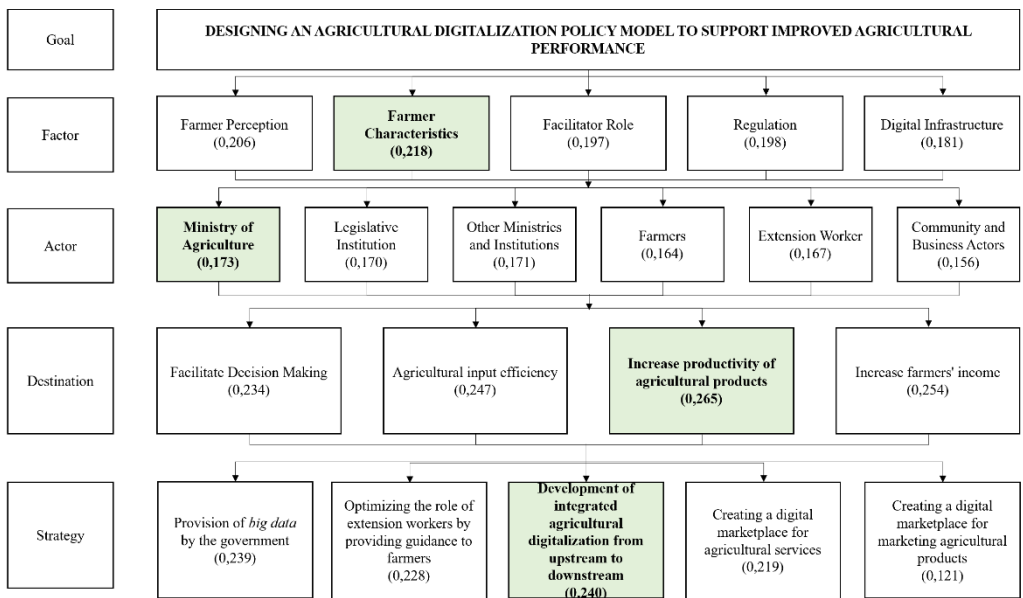 Goal
DESIGNING AN AGRICULTURAL DIGITALIZATION POLICY MODEL TO SUPPORT IMPROVED AGRICULTURAL
PERFORMANCE
Factor
Farmer Perception
(0,206)
Farmer
Characteristics
(0,218)
Facilitator Role
(0,197)
Regulation
(0,198)
Digital Infrastructure
(0,181)
Actor
Ministry of
Agriculture
(0,173)
Legislative
Institution
(0,170)
Other Ministries
and Institutions
(0,171)
Farmers
(0,164)
Extension Worker
(0,167)
Community and
Business Actors
(0,156)
Destination
Facilitate Decision Making
(0,234)
Agricultural input efficiency
(0,247)
Increase productivity of
agricultural products
(0,265)
Increase farmers' income
(0,254)
Strategy
Provision of big data
by the government
(0,239)
Optimizing the role of
extension workers by
providing guidance to
farmers
(0,228)
Development of
integrated
agricultural
digitalization from
upstream to
downstream
(0,240)
Creating a digital
marketplace for
agricultural services
(0,219)
Creating a digital
marketplace for
marketing agricultural
products
(0,121)